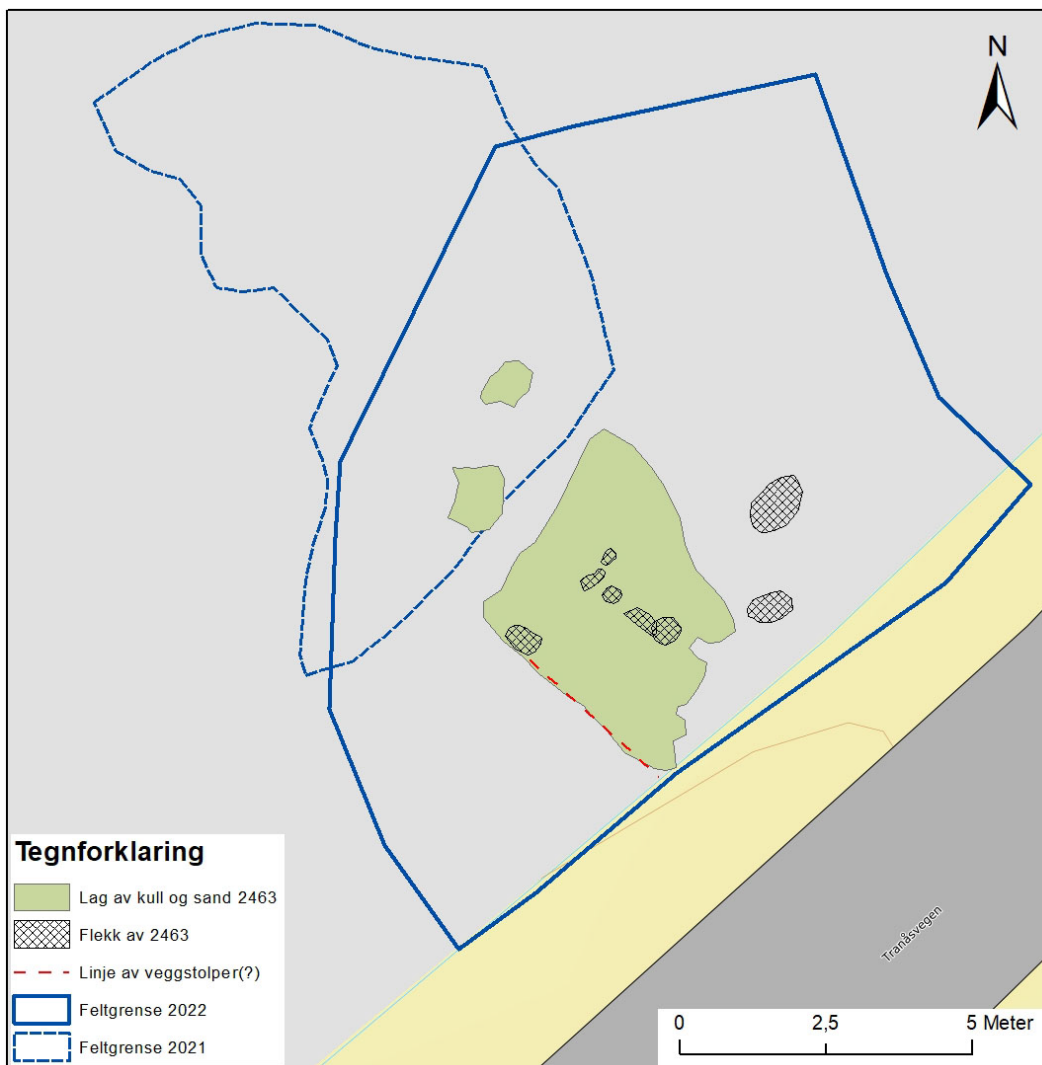 N
Tegnforklaring
Lag av kull og sand 2463
Flekk av 2463
Linje av veggstolper(?)
Feltgrense 2022
Feltgrense 2021
Tranåsvegen
0 2,5 5 Meter